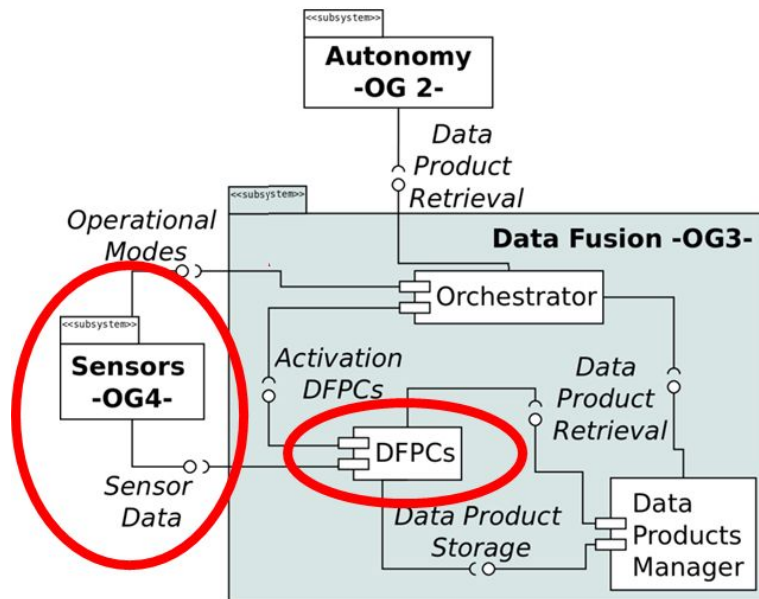 <<subsystem>>
Autonomy
-OG 2-
Data
Product
Retrieval
<<subsystem>>
Operational
Modes
Data Fusion -OG3-
Orchestrator
<<subsystem>>
Sensors
-OG4-
Activation
DFPCs
Data
Product
Retrieval
DFPCs
Sensor
Data
Data Product
Storage
Data
Products
Manager